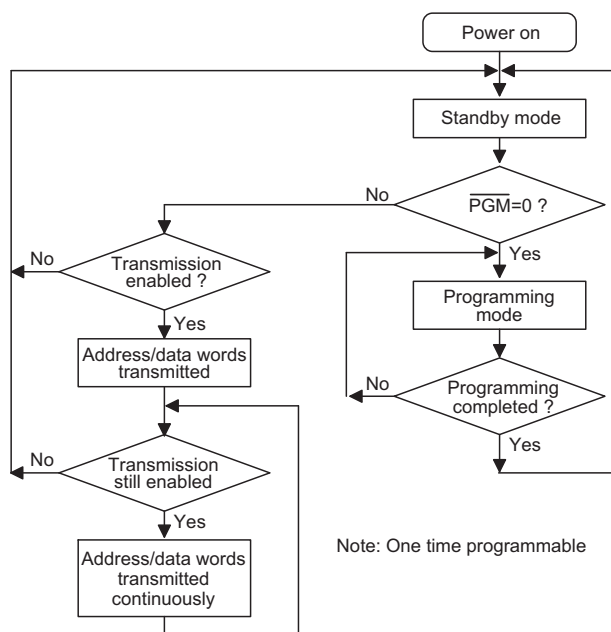 Power on
Standby mode
No
P̅G̅M̅=0 ?
Yes
No
Transmission
enabled ?
Yes
Programming
mode
Address/data words
transmitted
No
Programming
completed ?
Yes
No
Transmission
still enabled
Yes
Address/data words
transmitted
continuously
Note: One time programmable